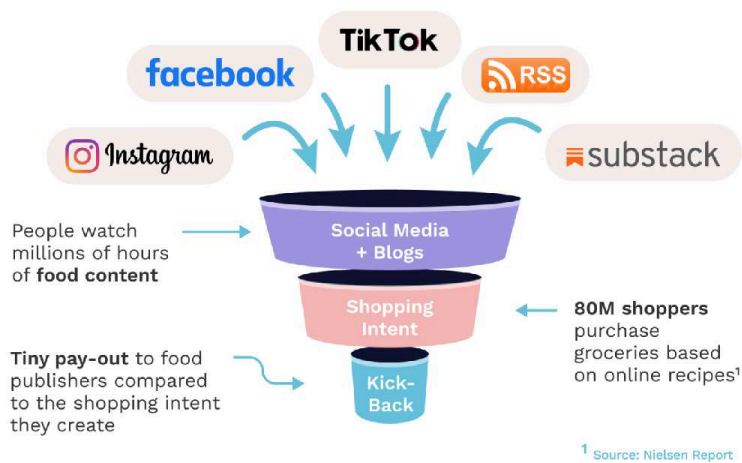 TikTok
facebook
RSS
Instagram
substack
People watch
millions of hours
of food content
Social Media
+ Blogs
Shopping
Intent
80M shoppers
purchase
groceries based
on online recipes¹
Tiny pay-out to food
publishers compared
to the shopping intent
they create
Kick-
Back
¹ Source: Nielsen Report